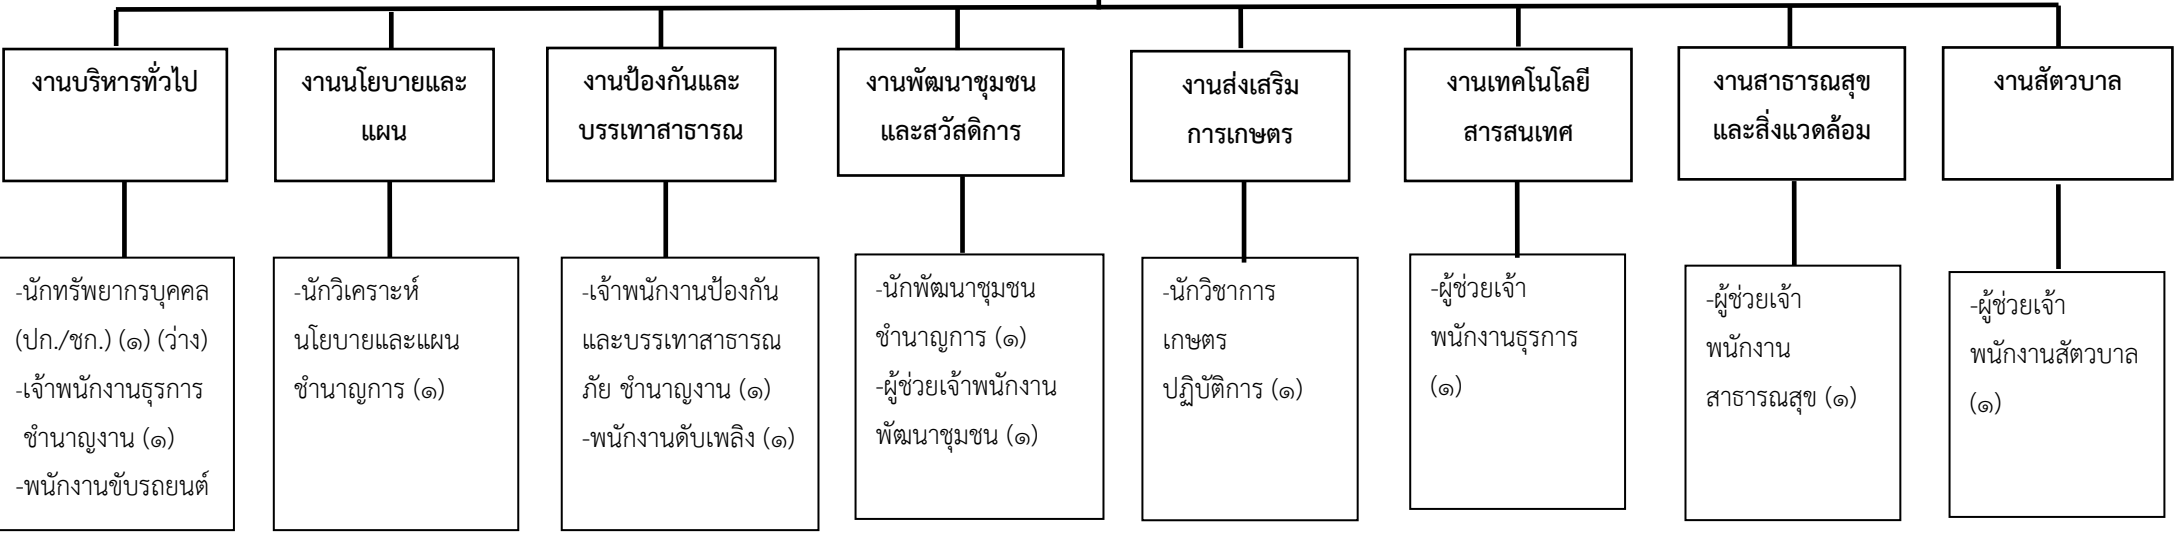 งานบริหารทั่วไป
งานนโยบายและ
แผน
งานป้องกันและ
บรรเทาสาธารณ
งานพัฒนาชุมชน
และสวัสดิการ
งานส่งเสริม
การเกษตร
งานเทคโนโลยี
สารสนเทศ
งานสาธารณสุข
และสิ่งแวดล้อม
งานสัตวบาล
-นักทรัพยากรบุคคล
(ปก./ชก.) (๑) (ว่าง)
-เจ้าพนักงานธุรการ
ชำนาญงาน (๑)
-พนักงานขับรถยนต์
-นักวิเคราะห์
นโยบายและแผน
ชำนาญการ (๑)
-เจ้าพนักงานป้องกัน
และบรรเทาสาธารณ
ภัย ชำนาญงาน (๑)
-พนักงานดับเพลิง (๑)
-นักพัฒนาชุมชน
ชำนาญการ (๑)
-ผู้ช่วยเจ้าพนักงาน
พัฒนาชุมชน (๑)
-นักวิชาการ
เกษตร
ปฏิบัติการ (๑)
-ผู้ช่วยเจ้า
พนักงานธุรการ
(๑)
-ผู้ช่วยเจ้า
พนักงาน
สาธารณสุข (๑)
-ผู้ช่วยเจ้า
พนักงานสัตวบาล
(๑)